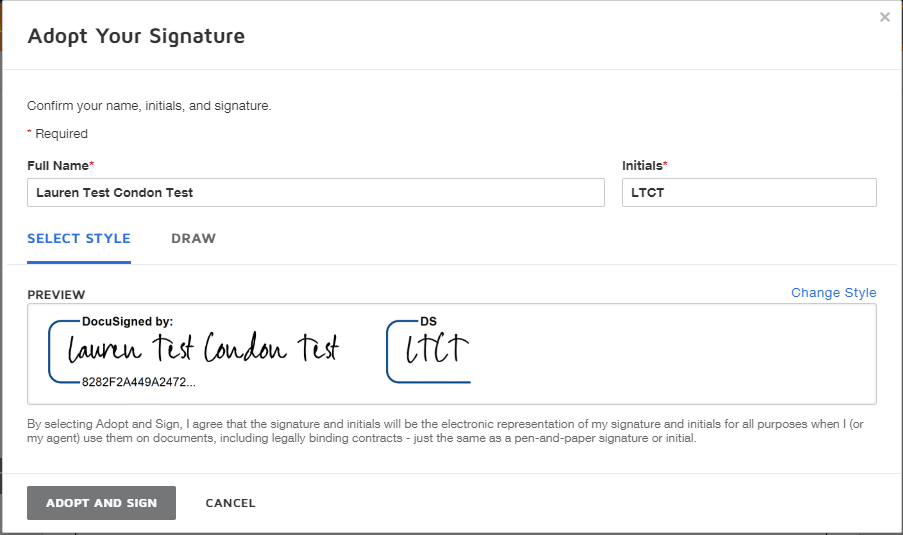 Adopt Your Signature
×
Confirm your name, initials, and signature.
* Required
Full Name*
Initials*
Lauren Test Condon Test
LTCT
SELECT STYLE
DRAW
PREVIEW
Change Style
DocuSigned by:
Lauren Test Condon Test
8282F2A449A2472...
DS
LTCT
By selecting Adopt and Sign, I agree that the signature and initials will be the electronic representation of my signature and initials for all purposes when I (or
my agent) use them on documents, including legally binding contracts - just the same as a pen-and-paper signature or initial.
ADOPT AND SIGN
CANCEL